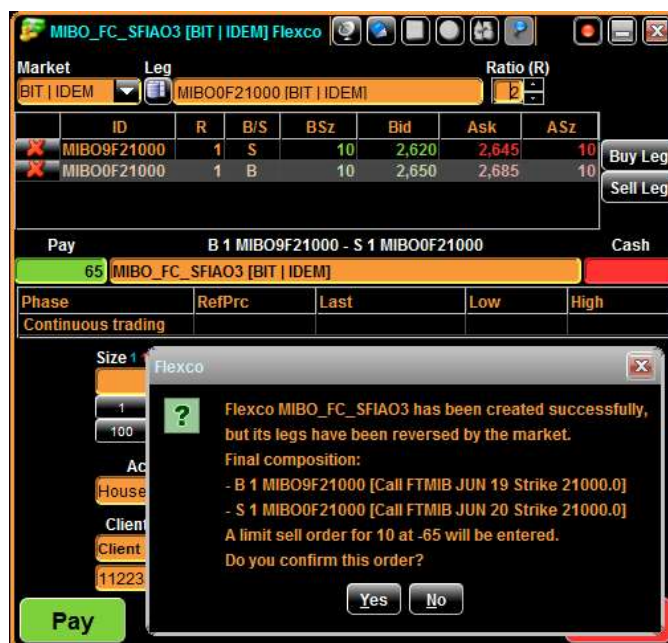 MIBO_FC_SFIAO3 [BIT | IDEM] Flexco
Market Leg Ratio (R)
BIT | IDEM MIBO0F21000 [BIT | IDEM] 2
ID R B/S BSz Bid Ask ASz
MIBO9F21000 1 S 10 2,620 2,645 10
MIBO0F21000 1 B 10 2,650 2,685 10
Buy Leg
Sell Leg
Pay B 1 MIBO9F21000 - S 1 MIBO0F21000 Cash
65 MIBO_FC_SFIAO3 [BIT | IDEM]
Phase RefPrc Last Low High
Continuous trading
Size 1
1
100
Ac
House
Client
Client
11223
Pay
Flexco
?
Flexco MIBO_FC_SFIAO3 has been created successfully,
but its legs have been reversed by the market.
Final composition:
- B 1 MIBO9F21000 [Call FTMIB JUN 19 Strike 21000.0]
- S 1 MIBO0F21000 [Call FTMIB JUN 20 Strike 21000.0]
A limit sell order for 10 at -65 will be entered.
Do you confirm this order?
Yes No